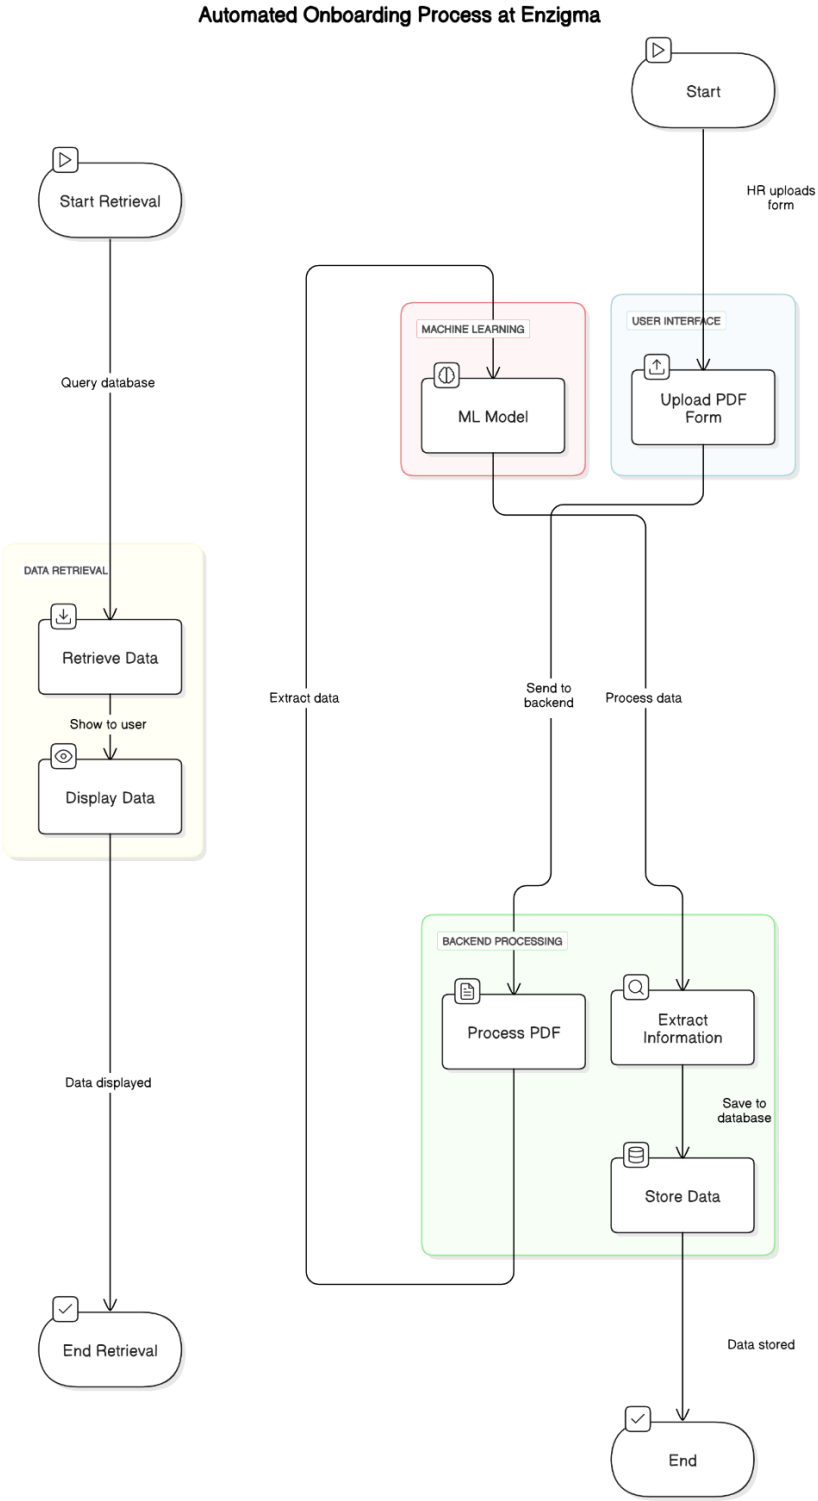 Automated Onboarding Process at Enzigma
Start
HR uploads
form
Start Retrieval
Query database
MACHINE LEARNING
ML Model
USER INTERFACE
Upload PDF
Form
DATA RETRIEVAL
Retrieve Data
Show to user
Display Data
Extract data
Send to
backend
Process data
BACKEND PROCESSING
Process PDF
Extract
Information
Save to
database
Store Data
Data displayed
End Retrieval
Data stored
End